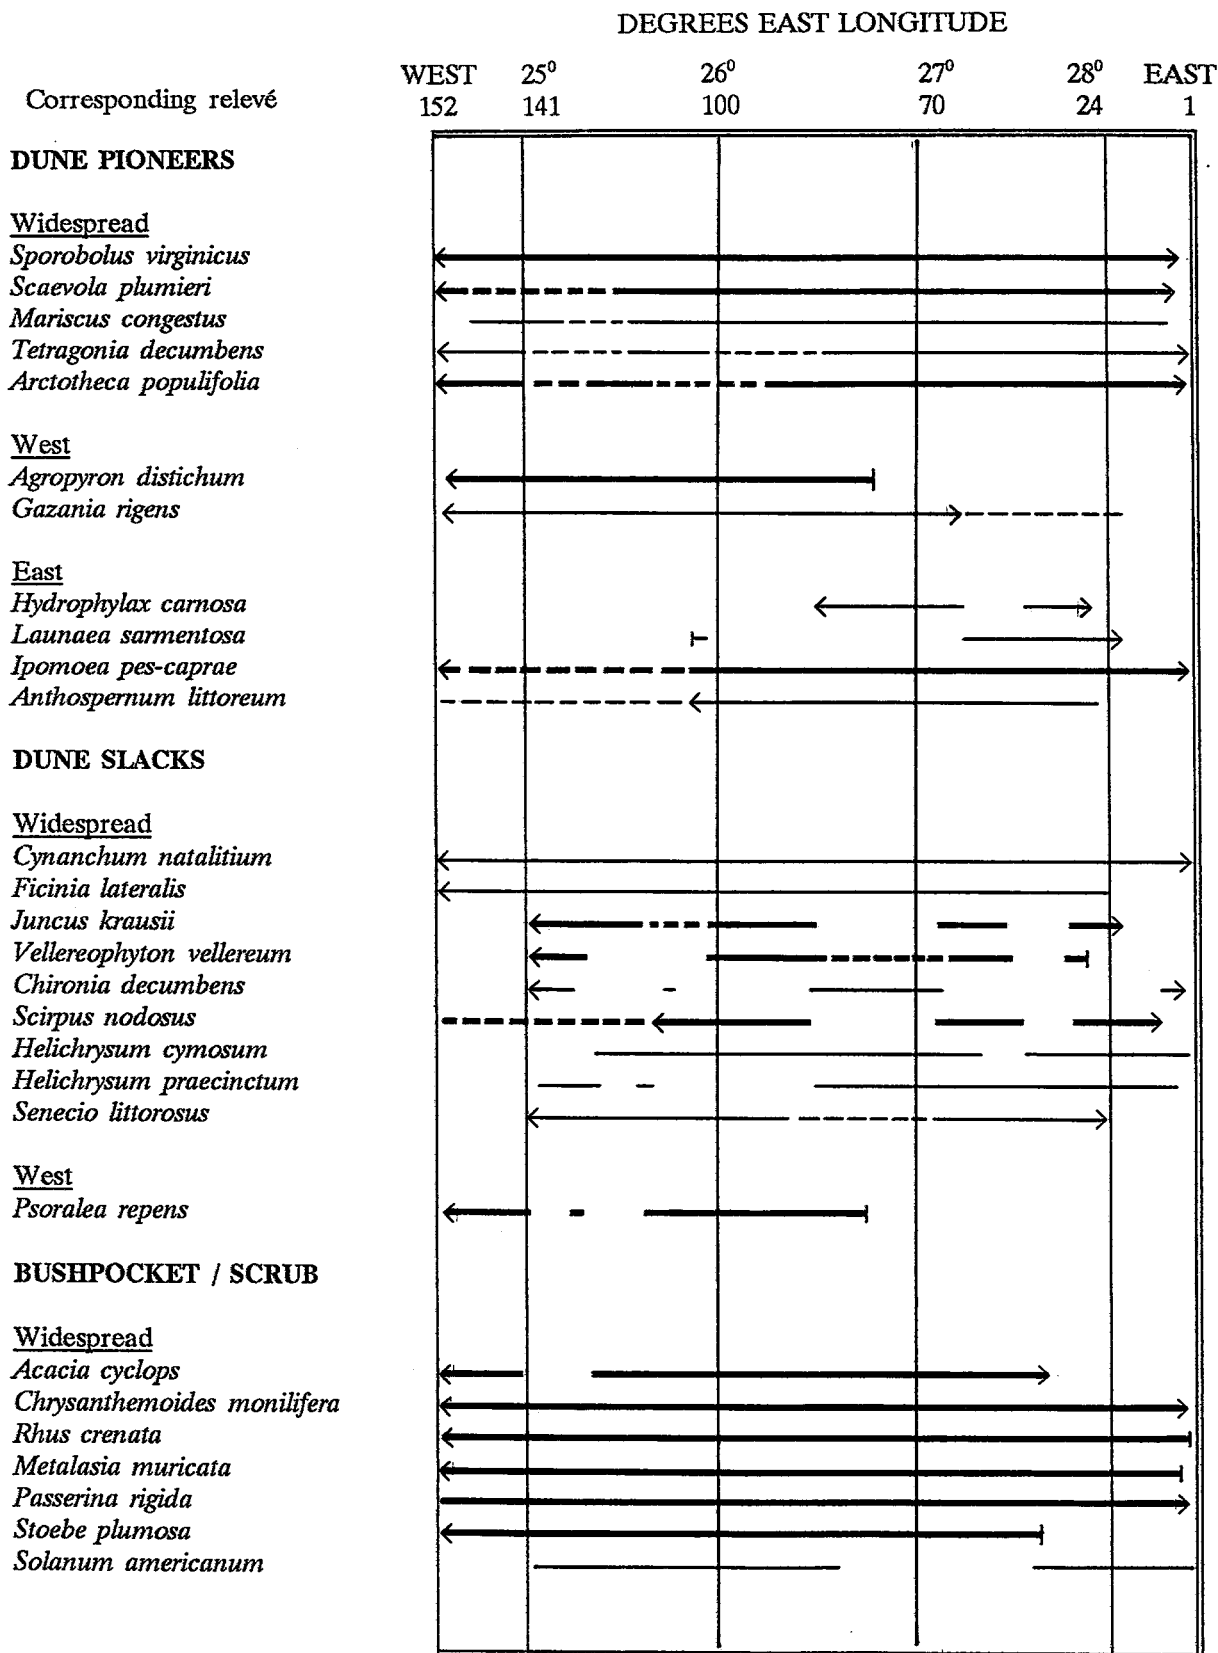 DEGREES EAST LONGITUDE
WEST 25⁰ 26⁰ 27⁰ 28⁰ EAST
Corresponding relevé 152 141 100 70 24 1
DUNE PIONEERS
Widespread
Sporobolus virginicus
Scaevola plumieri
Mariscus congestus
Tetragonia decumbens
Arctotheca populifolia
West
Agropyron distichum
Gazania rigens
East
Hydrophylax carnosa
Launaea sarmentosa
Ipomoea pes-caprae
Anthospernum littoreum
DUNE SLACKS
Widespread
Cynanchum natalitium
Ficinia lateralis
Juncus krausii
Vellereophyton vellereum
Chironia decumbens
Scirpus nodosus
Helichrysum cymosum
Helichrysum praecinctum
Senecio littorosus
West
Psoralea repens
BUSHPOCKET / SCRUB
Widespread
Acacia cyclops
Chrysanthemoides monilifera
Rhus crenata
Metalasia muricata
Passerina rigida
Stoebe plumosa
Solanum americanum